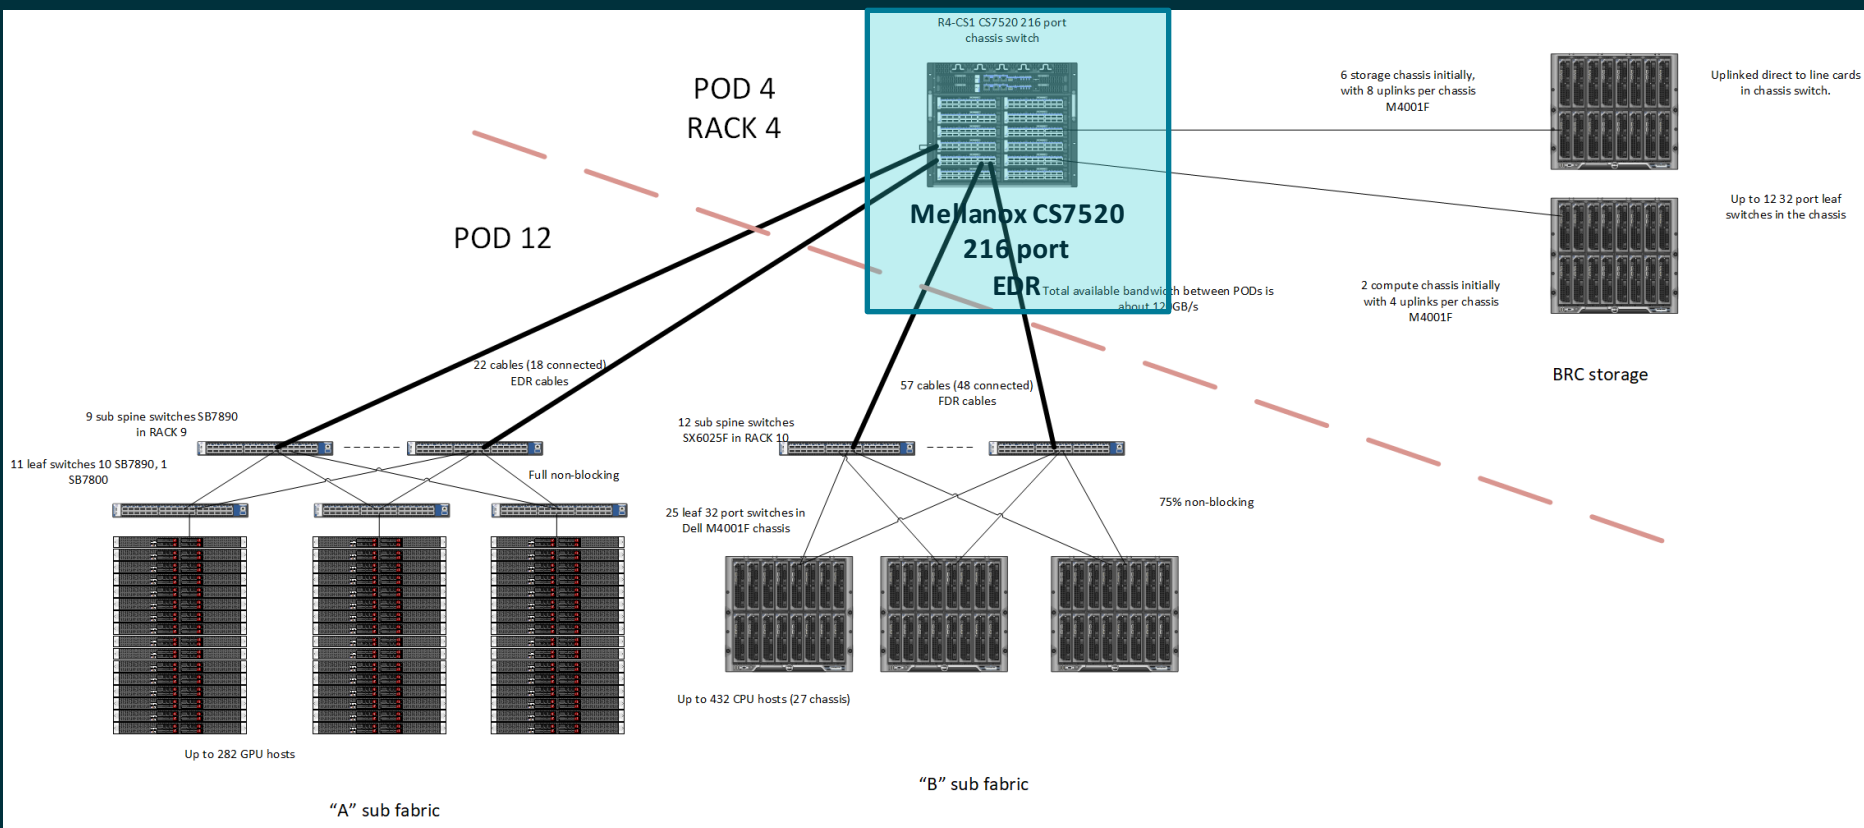 R4-CS1 CS7520 216 port
chassis switch
POD 4
RACK 4
6 storage chassis initially,
with 8 uplinks per chassis
M4001F
Uplinked direct to line cards
in chassis switch.
POD 12
Mellanox CS7520
216 port
EDR
Total available bandwidth between PODs is
about GB/s
Up to 12 32 port leaf
switches in the chassis
2 compute chassis initially
with 4 uplinks per chassis
M4001F
BRC storage
22 cables (18 connected)
EDR cables
57 cables (48 connected)
FDR cables
9 sub spine switches SB7890
in RACK 9
12 sub spine switches
SX6025F in RACK 10
11 leaf switches 10 SB7890, 1
SB7800
Full non-blocking
75% non-blocking
25 leaf 32 port switches in
Dell M4001F chassis
Up to 432 CPU hosts (27 chassis)
Up to 282 GPU hosts
"B" sub fabric
"A" sub fabric